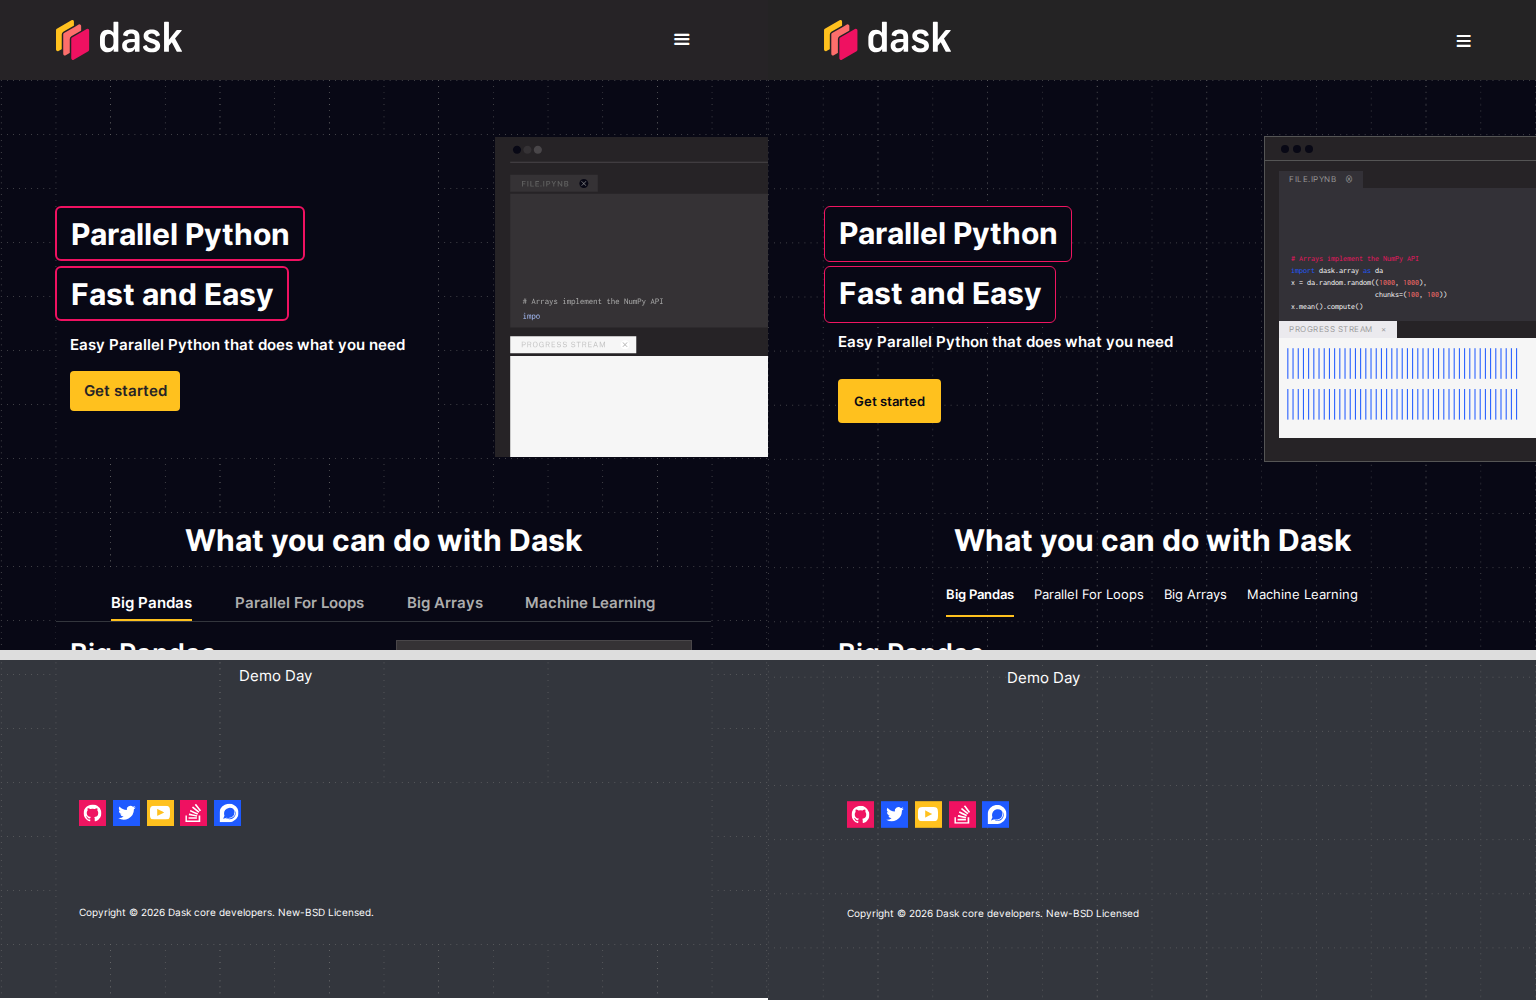 dask
Parallel Python
Fast and Easy
Easy Parallel Python that does what you need
Get started
FILE.IPYNB
# Arrays implement the NumPy API
impo
PROGRESS STREAM ×
What you can do with Dask
Big Pandas Parallel For Loops Big Arrays Machine Learning
Big Pandas
Demo Day
Copyright © 2026 Dask core developers. New-BSD Licensed.
dask
Parallel Python
Fast and Easy
Easy Parallel Python that does what you need
Get started
FILE.IPYNB
# Arrays implement the NumPy API
import dask.array as da
x = da.random.random((1000, 1000),
chunks=(100, 100))
x.mean().compute()
PROGRESS STREAM ×
What you can do with Dask
Big Pandas Parallel For Loops Big Arrays Machine Learning
Big Pandas
Demo Day
Copyright © 2026 Dask core developers. New-BSD Licensed